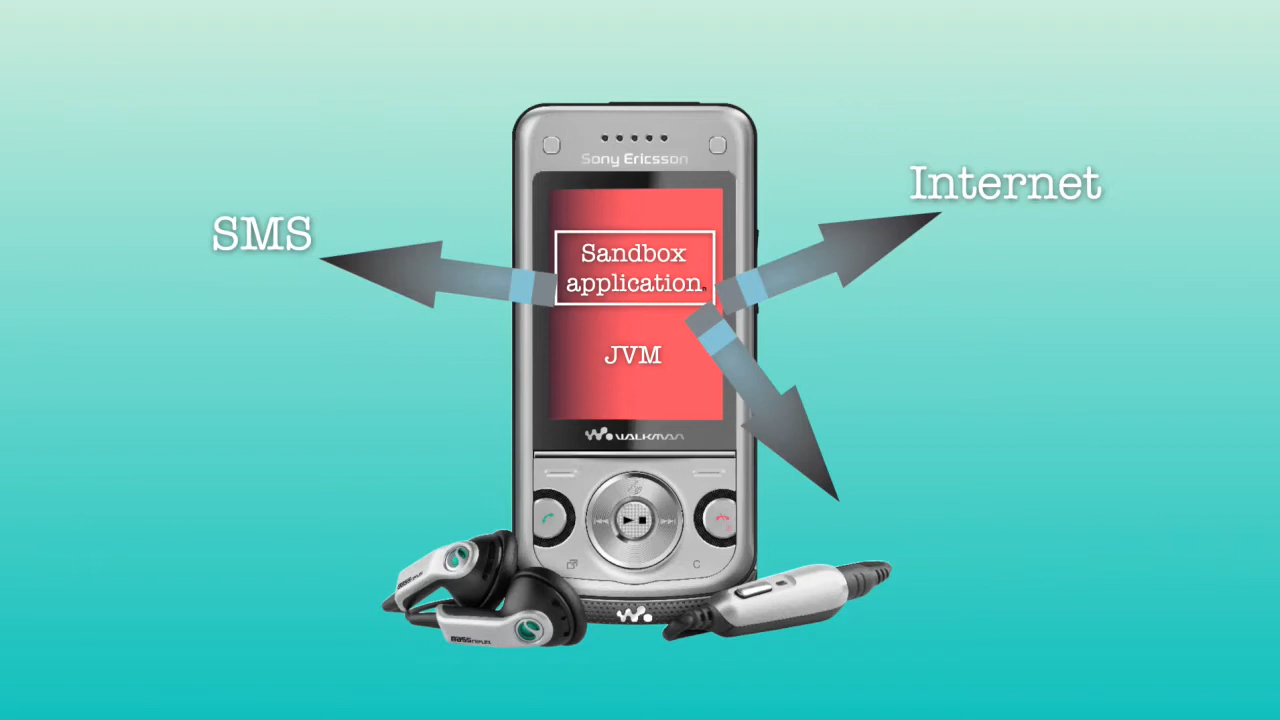 Sony Ericsson
Internet
SMS
Sandbox
application
JVM
WALKMAN
C